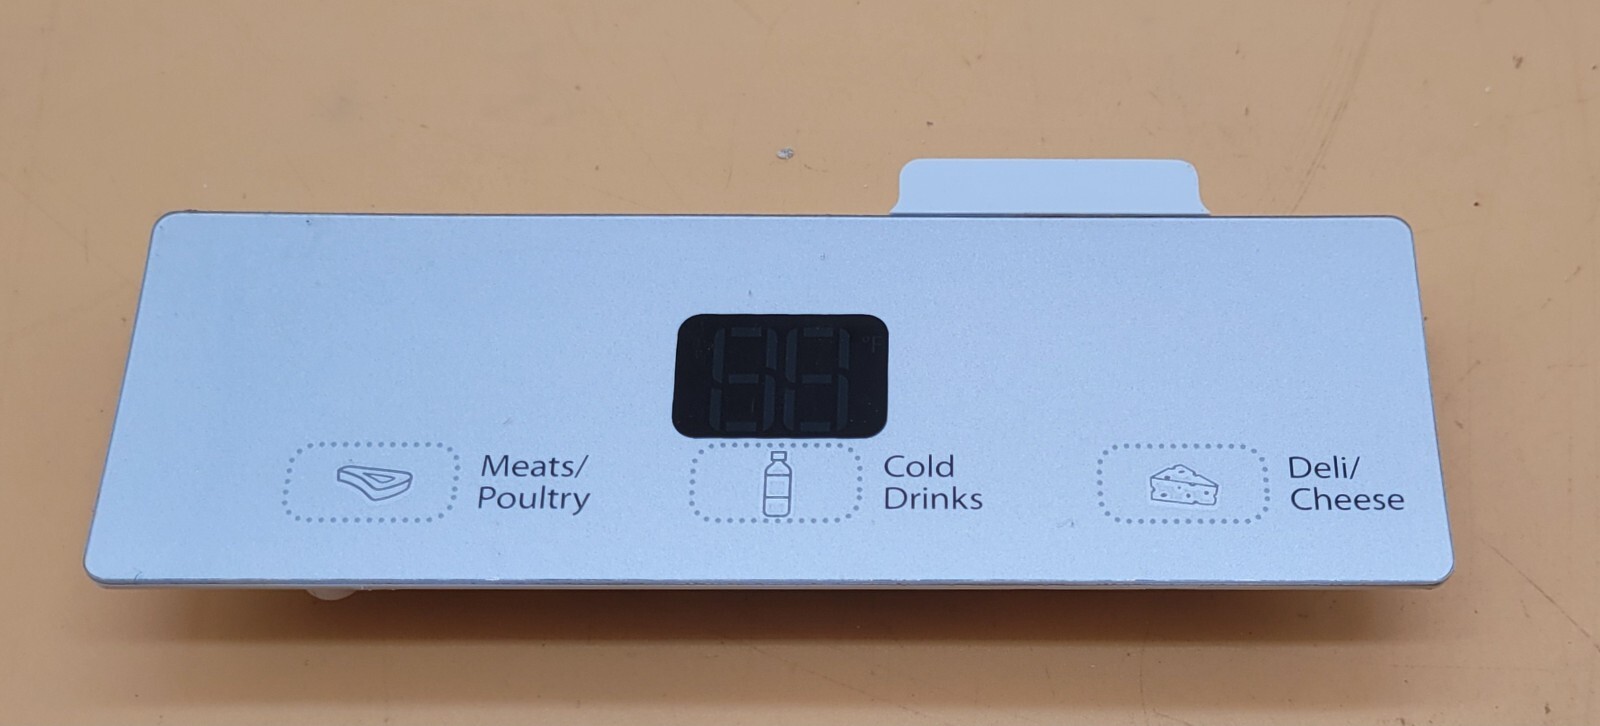 °F
Meats/
Poultry
Cold
Drinks
Deli/
Cheese